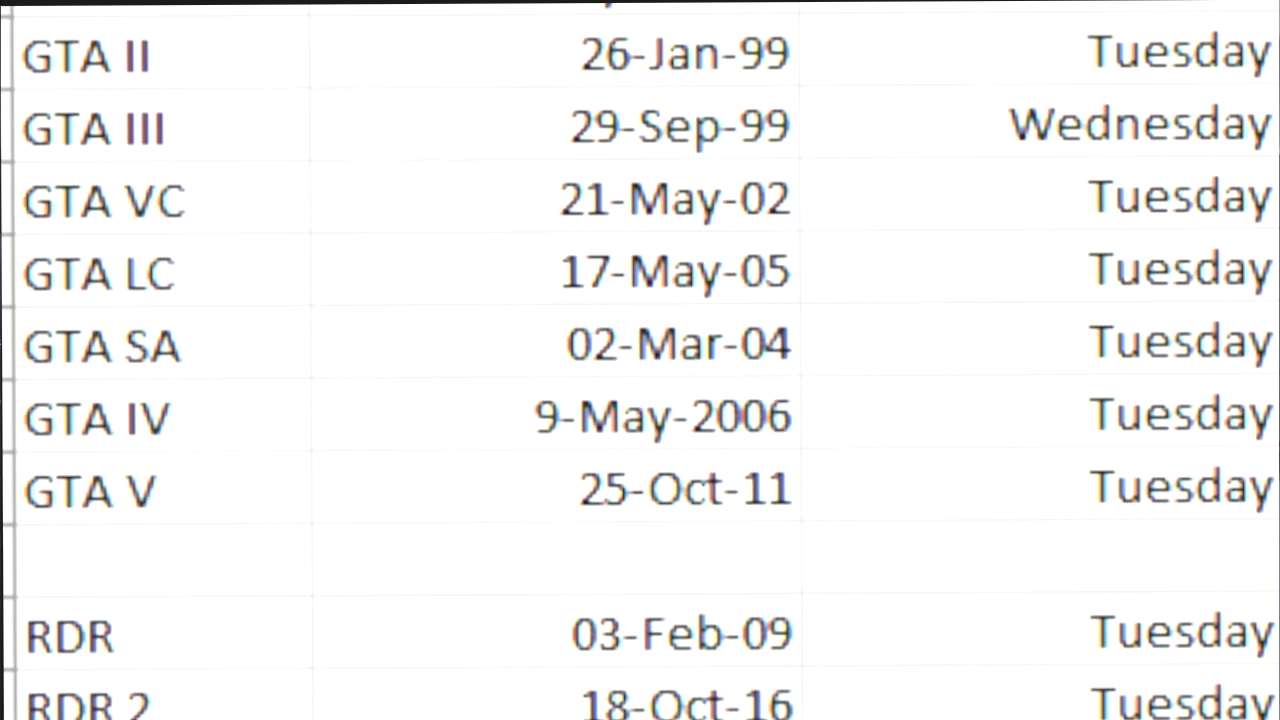 GTA II 26-Jan-99 Tuesday
GTA III 29-Sep-99 Wednesday
GTA VC 21-May-02 Tuesday
GTA LC 17-May-05 Tuesday
GTA SA 02-Mar-04 Tuesday
GTA IV 9-May-2006 Tuesday
GTA V 25-Oct-11 Tuesday
RDR 03-Feb-09 Tuesday
RDR 2 18-Oct-16 Tuesday